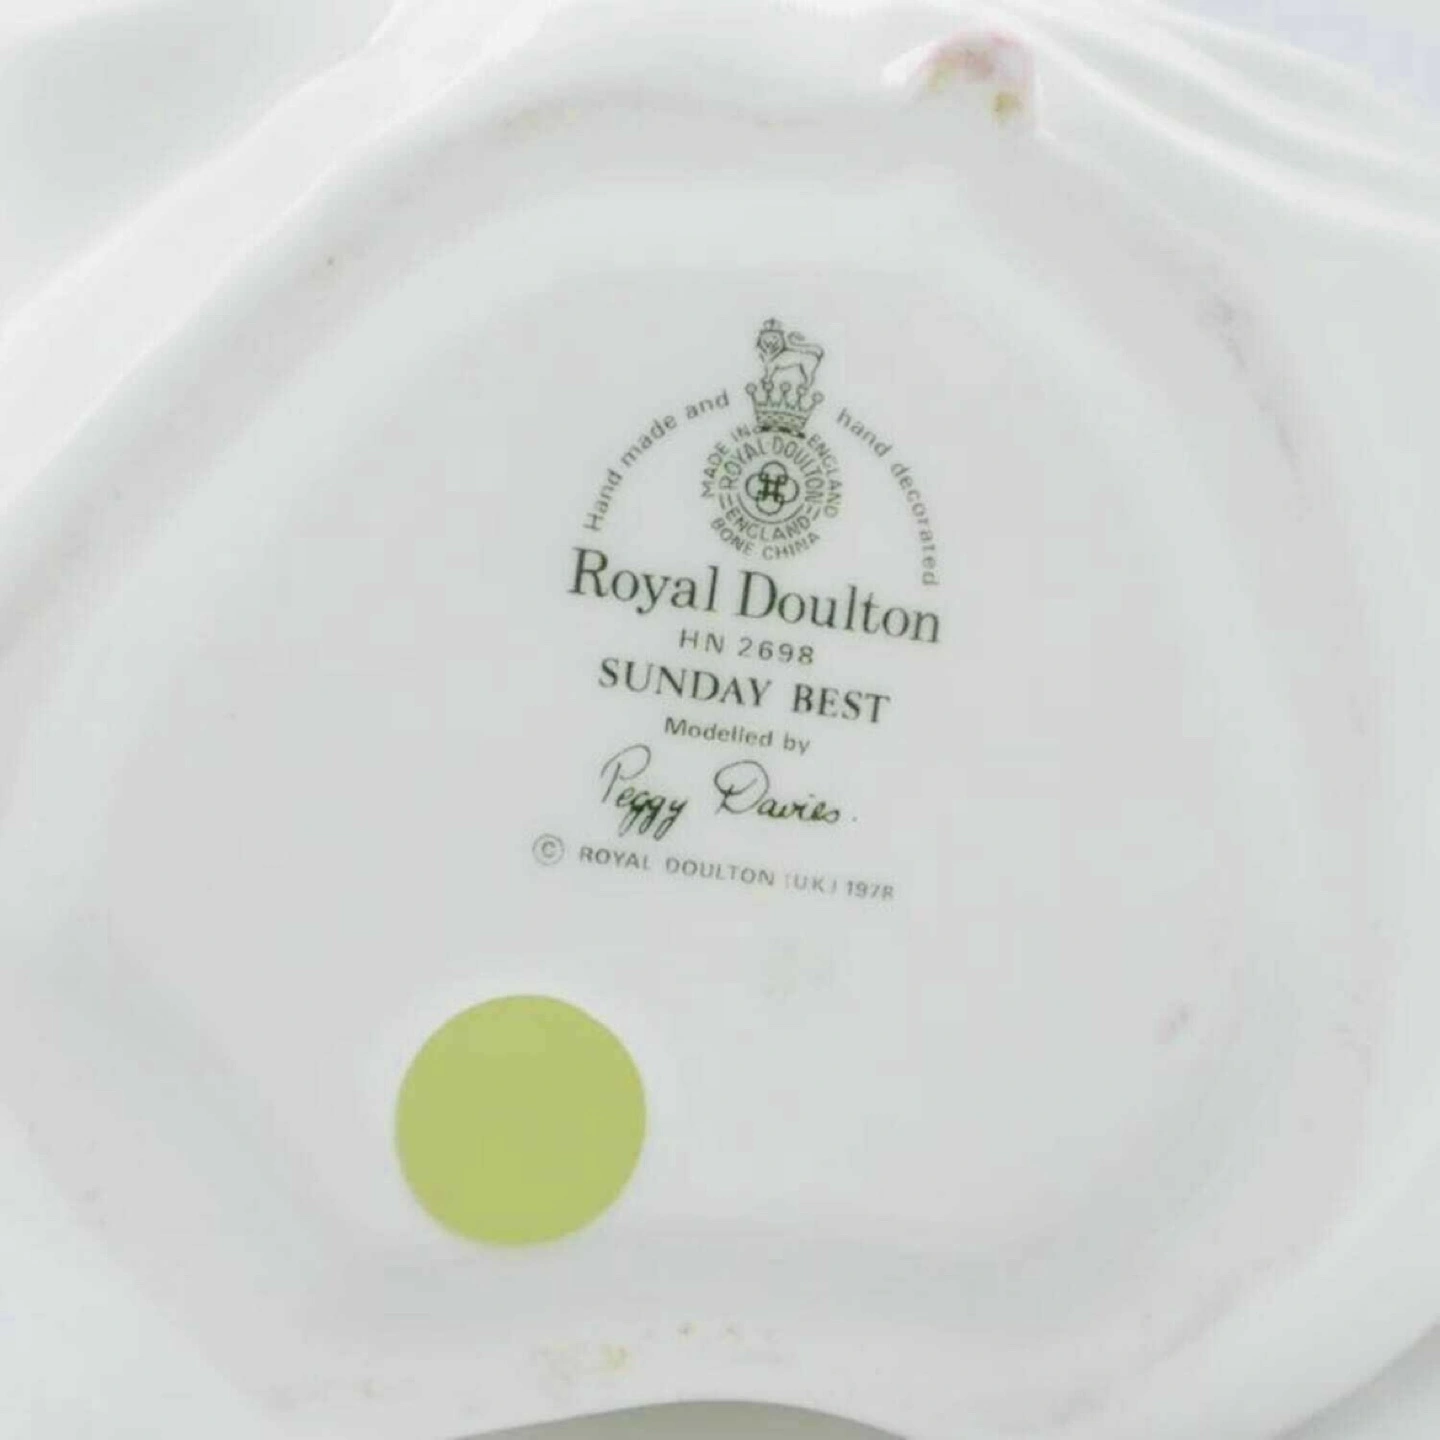 Hand made and hand decorated
MADE IN ENGLAND
ROYAL DOULTON
ENGLAND
BONE CHINA
Royal Doulton
HN 2698
SUNDAY BEST
Modelled by
Peggy Davies.
© ROYAL DOULTON (UK) 1978